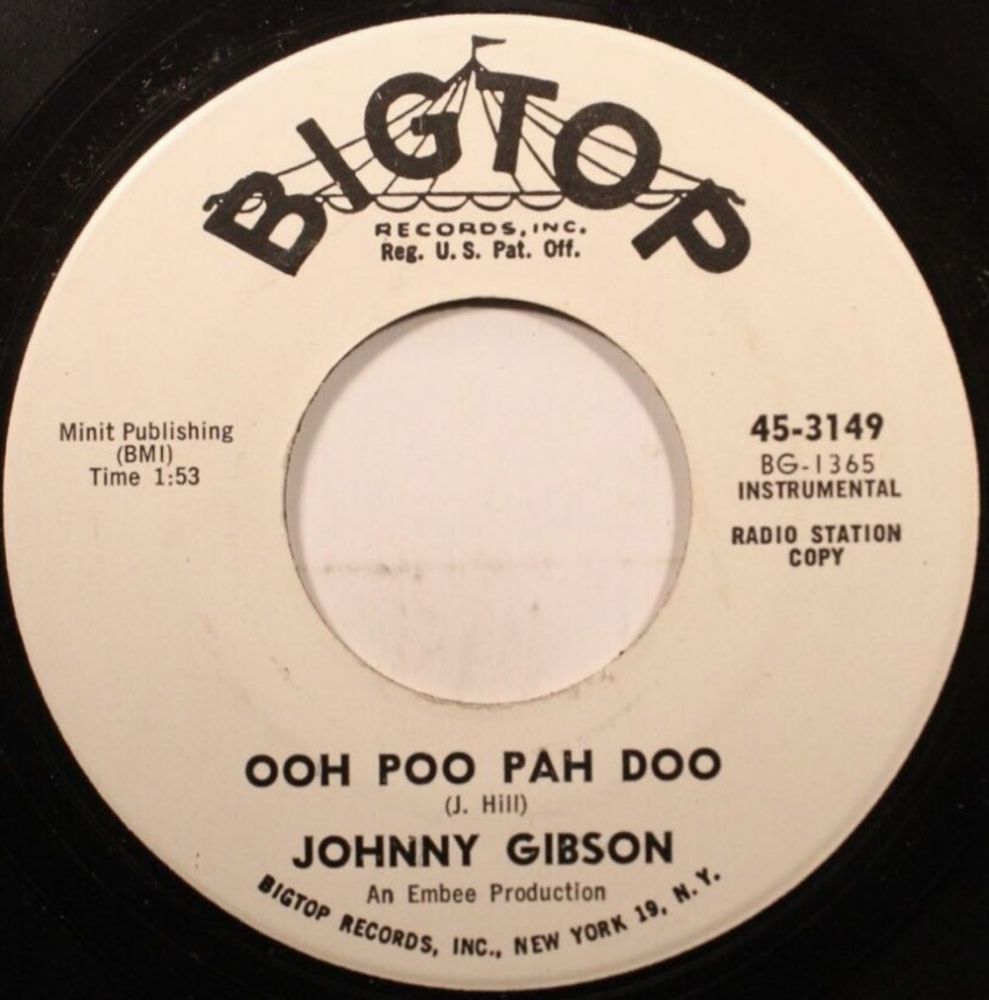 BIGTOP
RECORDS, INC.
Reg. U. S. Pat. Off.
Minit Publishing
(BMI)
Time 1:53
45-3149
BG-1365
INSTRUMENTAL
RADIO STATION
COPY
OOH POO PAH DOO
(J. Hill)
JOHNNY GIBSON
An Embee Production
BIGTOP RECORDS, INC., NEW YORK 19, N.Y.